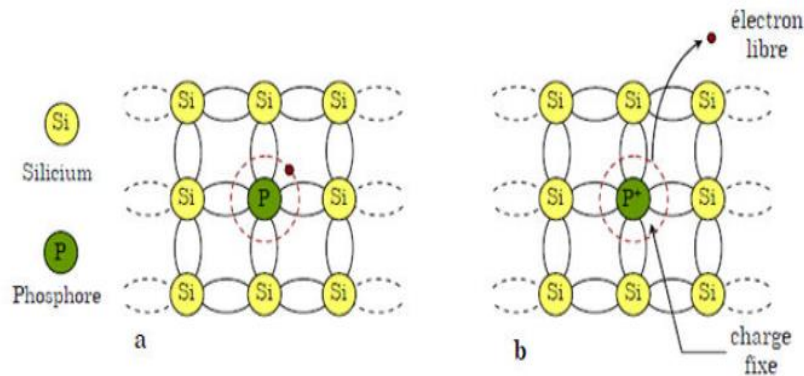 Si
Silicium
P
Phosphore
Si Si Si
Si P Si
Si Si Si
a
électron
libre
Si Si Si
Si P⁺ Si
Si Si Si
b
charge
fixe